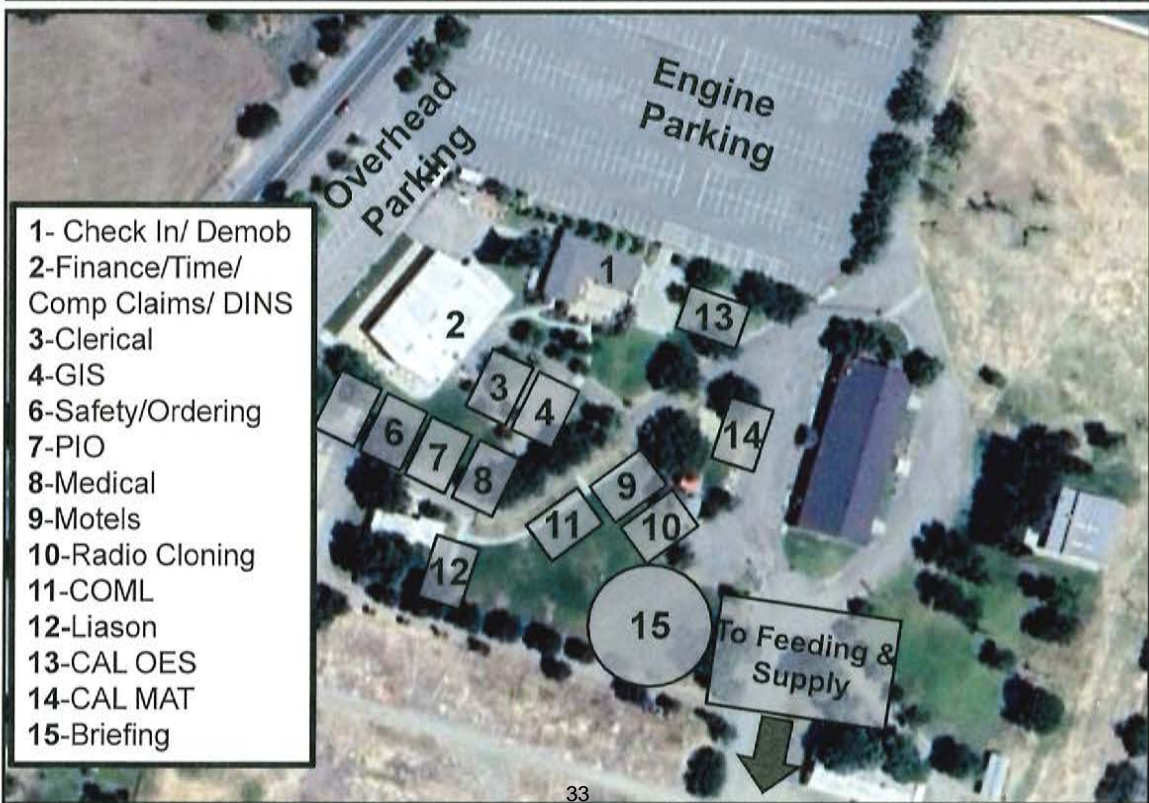 Engine
Parking
Overhead
Parking
1- Check In/ Demob
2-Finance/Time/
Comp Claims/ DINS
3-Clerical
4-GIS
6-Safety/Ordering
7-PIO
8-Medical
9-Motels
10-Radio Cloning
11-COML
12-Liason
13-CAL OES
14-CAL MAT
15-Briefing
1
2
13
3
4
14
6
7
8
9
10
11
12
15
To Feeding &
Supply
33